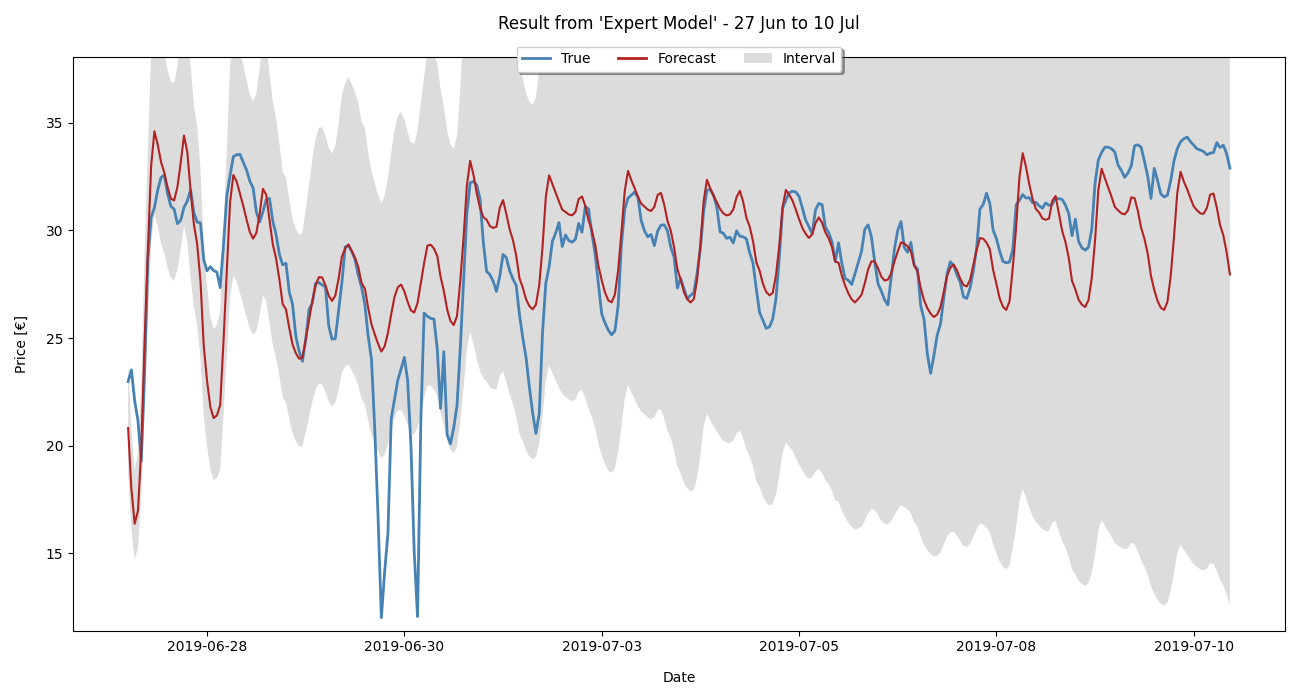 Result from 'Expert Model' - 27 Jun to 10 Jul
True Forecast Interval
35
30
25
20
15
Price [€]
2019-06-28 2019-06-30 2019-07-03 2019-07-05 2019-07-08 2019-07-10
Date